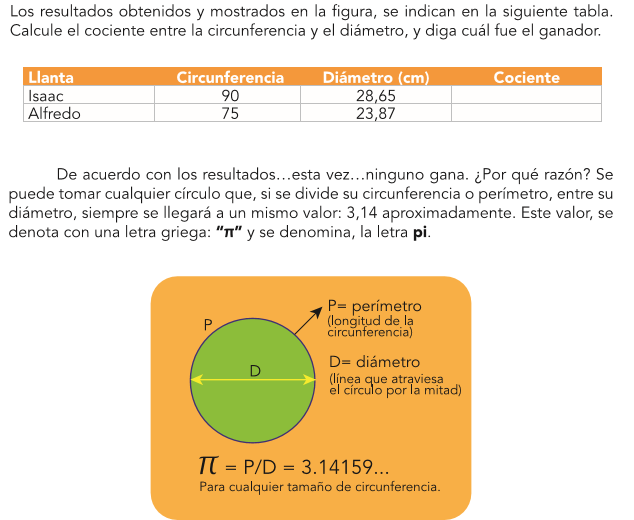 Los resultados obtenidos y mostrados en la figura, se indican en la siguiente tabla.
Calcule el cociente entre la circunferencia y el diámetro, y diga cuál fue el ganador.
Llanta Circunferencia Diámetro (cm) Cociente
Isaac 90 28,65
Alfredo 75 23,87
De acuerdo con los resultados...esta vez...ninguno gana. ¿Por qué razón? Se
puede tomar cualquier círculo que, si se divide su circunferencia o perímetro, entre su
diámetro, siempre se llegará a un mismo valor: 3,14 aproximadamente. Este valor, se
denota con una letra griega: “π” y se denomina, la letra pi.
P
P= perímetro
(longitud de la
circunferencia)
D
D= diámetro
(línea que atraviesa
el círculo por la mitad)
π = P/D = 3.14159...
Para cualquier tamaño de circunferencia.